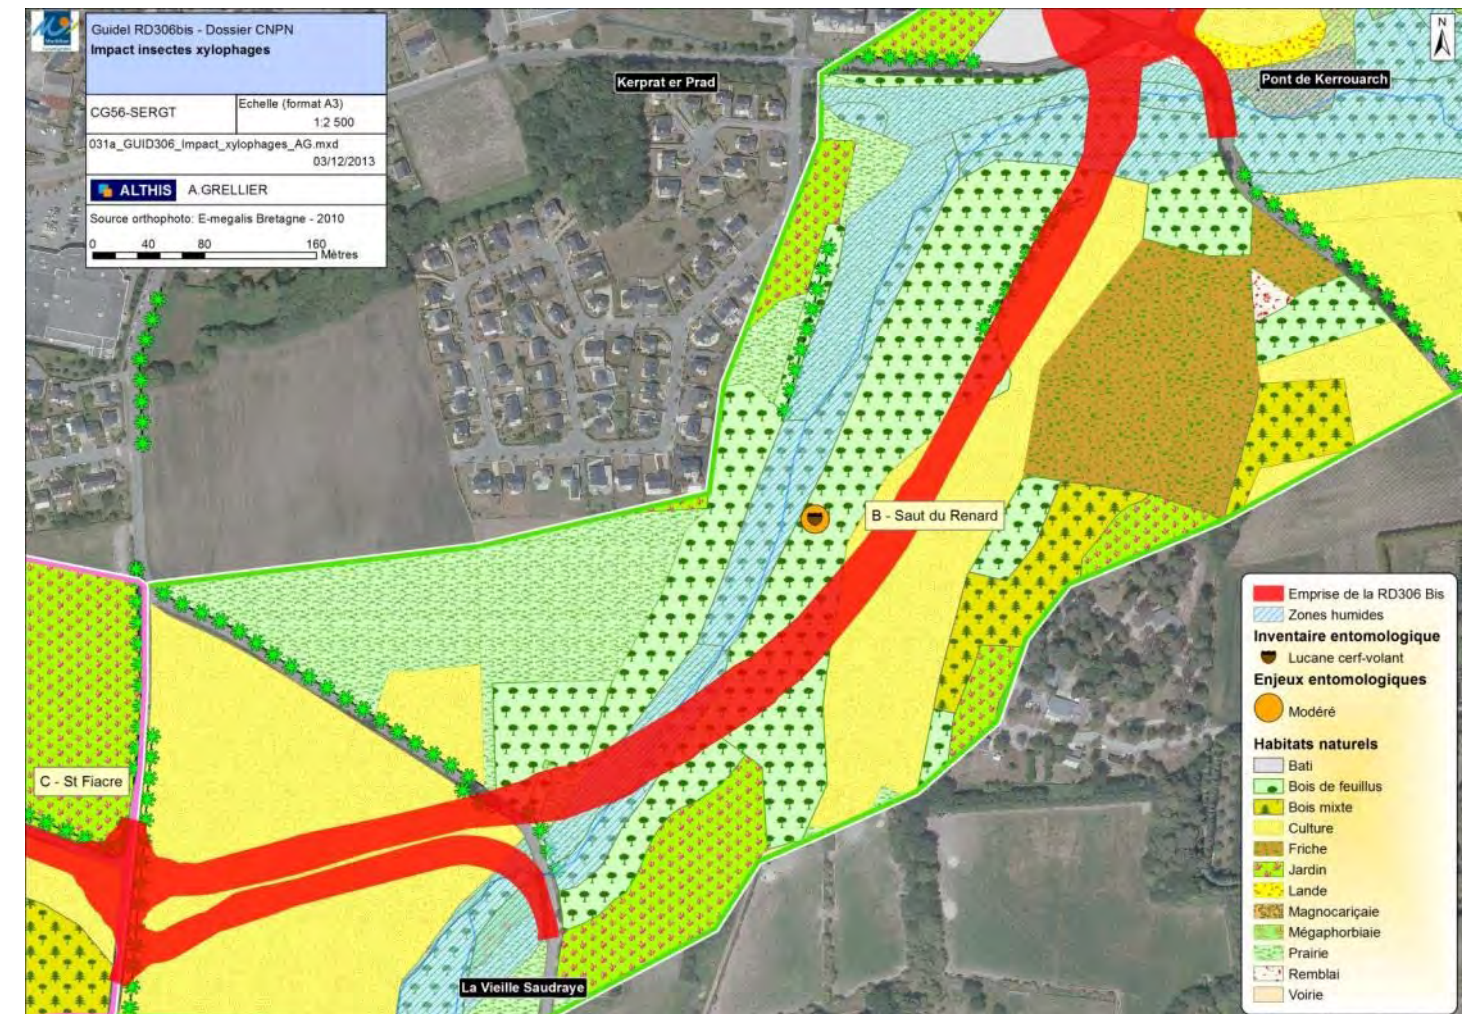 Guidel RD306bis - Dossier CNPN
Impact insectes xylophages
CG56-SERGT
Echelle (format A3)
1:2 500
031a_GUID306_Impact_xylophages_AG.mxd
03/12/2013
ALTHIS A.GRELLIER
Source orthophoto: E-megalis Bretagne - 2010
0 40 80 160
Mètres
Kerprat er Prad
Pont de Kerrouarch
N
B - Saut du Renard
C - St Fiacre
La Vieille Saudraye
Emprise de la RD306 Bis
Zones humides
Inventaire entomologique
Lucane cerf-volant
Enjeux entomologiques
Modéré
Habitats naturels
Bati
Bois de feuillus
Bois mixte
Culture
Friche
Jardin
Lande
Magnocariçaie
Mégaphorbiaie
Prairie
Remblai
Voirie